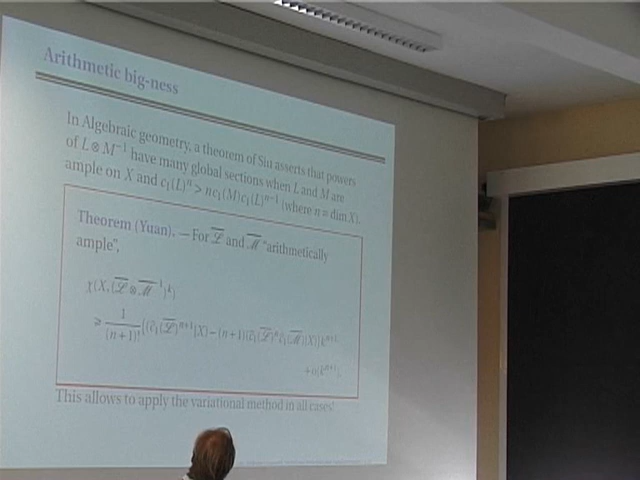 Arithmetic big-ness
In Algebraic geometry, a theorem of Siu asserts that powers
of L ⊗ M⁻¹ have many global sections when L and M are
ample on X and c₁(L)ⁿ > nc₁(M)c₁(L)ⁿ⁻¹ (where n = dim X).
Theorem (Yuan). — For ℒ̅ and ℳ̅ "arithmetically
ample",
χ(X, (ℒ̅ ⊗ ℳ̅⁻¹)ᵏ)
≥ 1/(n+1)! ((ĉ₁(ℒ̅)ⁿ⁺¹|X) − (n+1)(ĉ₁(ℒ̅)ⁿĉ₁(ℳ̅)|X))kⁿ⁺¹
+ o(kⁿ⁺¹).
This allows to apply the variational method in all cases!